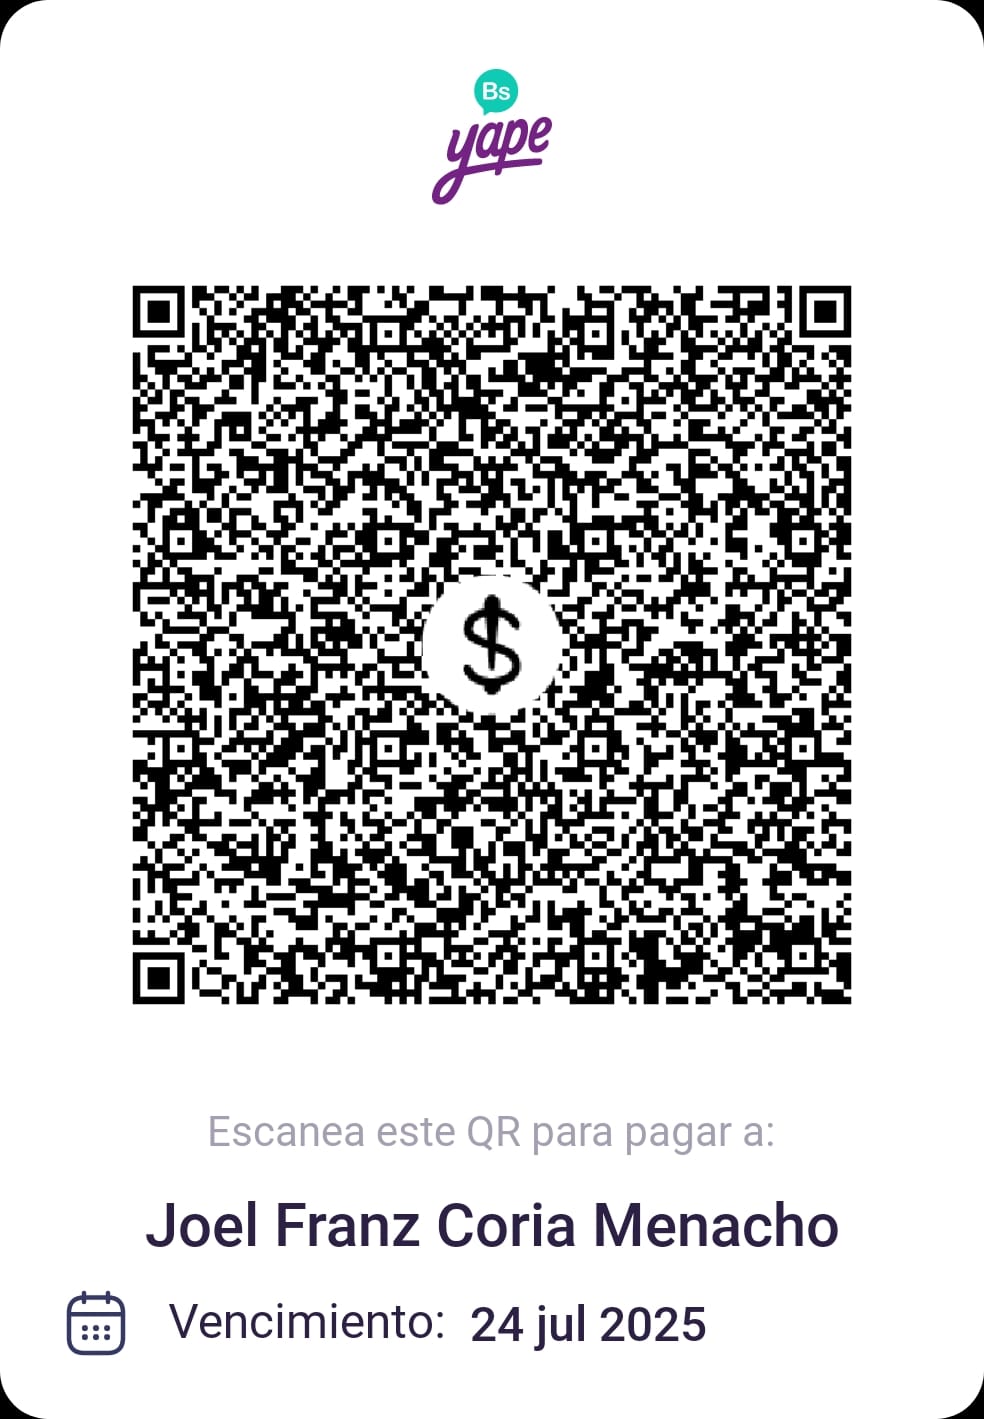 Bs
yape
$
Escanea este QR para pagar a:
Joel Franz Coria Menacho
Vencimiento: 24 jul 2025